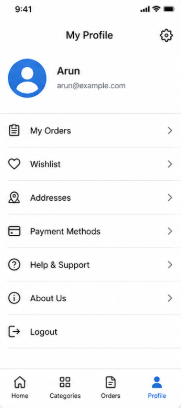 9:41
My Profile
Arun
arun@example.com
My Orders
Wishlist
Addresses
Payment Methods
Help & Support
About Us
Logout
Home Categories Orders Profile